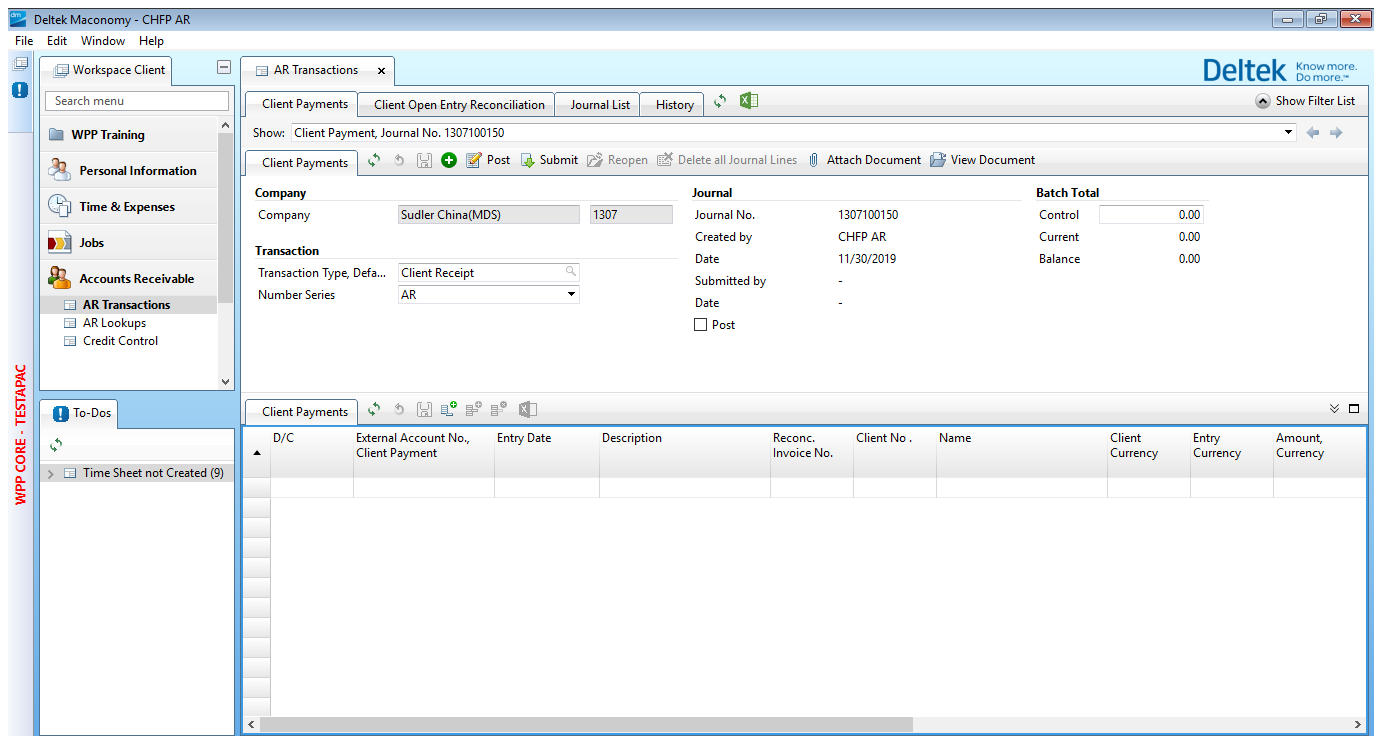 dm Deltek Maconomy - CHFP AR
File Edit Window Help
Workspace Client
AR Transactions x
Deltek Know more. Do more.™
Search menu
Client Payments Client Open Entry Reconciliation Journal List History Show Filter List
WPP Training
Show: Client Payment, Journal No. 1307100150
Personal Information
Client Payments Post Submit Reopen Delete all Journal Lines Attach Document View Document
Time & Expenses
Jobs
Accounts Receivable
AR Transactions
AR Lookups
Credit Control
Company Journal Batch Total
Company Sudler China(MDS) 1307 Journal No. 1307100150 Control 0.00
Created by CHFP AR Current 0.00
Transaction Date 11/30/2019 Balance 0.00
Transaction Type, Defa... Client Receipt Submitted by -
Number Series AR Date -
Post
WPP CORE - TESTAPAC
To-Dos
Time Sheet not Created (9)
Client Payments
D/C External Account No., Entry Date Description Reconc. Client No . Name Client Entry Amount,
Client Payment Invoice No. Currency Currency Currency